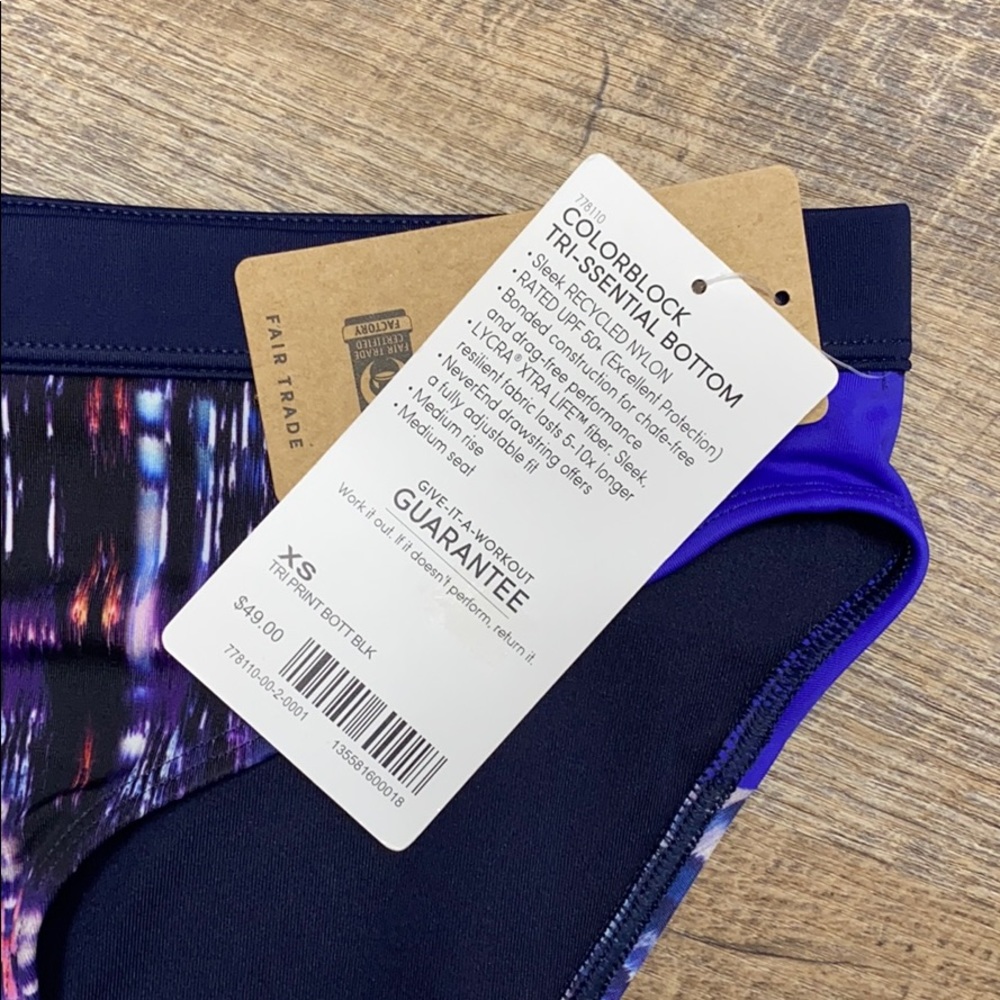 778110
COLORBLOCK
TRI-SSENTIAL BOTTOM
• Sleek RECYCLED NYLON
• RATED UPF 50+ (Excellent Protection)
• Bonded construction for chafe-free
and drag-free performance
• LYCRA® XTRA LIFE™ fiber. Sleek,
resilient fabric lasts 5-10x longer
• NeverEnd drawstring offers
a fully adjustable fit
• Medium rise
• Medium seat
GIVE-IT-A-WORKOUT
GUARANTEE
Work it out. If it doesn't perform, return it.
XS
TRI PRINT BOTT BLK
$49.00
778110-00-2-0001
135581600018
FAIR TRADE
FAIR TRADE
CERTIFIED
FACTORY